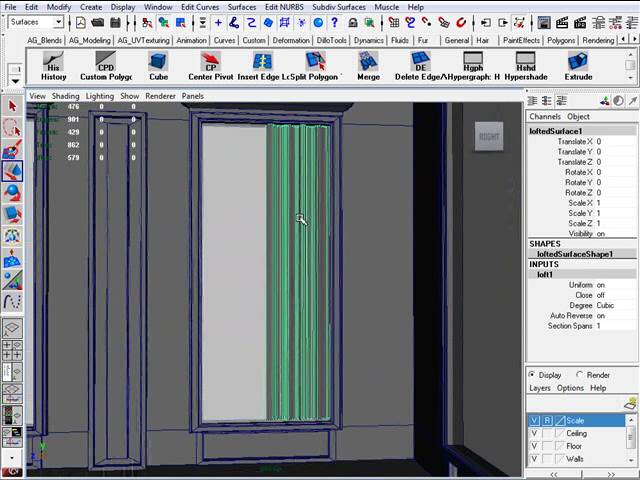 File Edit Modify Create Display Window Edit Curves Surfaces Edit NURBS Subdiv Surfaces Muscle Help
Surfaces
AG_Blends AG_Modeling AG_UVTexturing Animation Curves Custom Deformation DilloTools Dynamics Fluids Fur General Hair PaintEffects Polygons Rendering
His CPD CP DE Hgph Hshd
History Custom Polyg Cube Center Pivot Insert Edge Lo Split Polygon Merge Delete Edge/ Hypergraph: H Hypershade Extrude
View Shading Lighting Show Renderer Panels
476 0 0
901 0 0
429 0 0
862 0 0
579 0 0
RIGHT
persp
Channels Object
loftedSurface1
Translate X 0
Translate Y 0
Translate Z 0
Rotate X 0
Rotate Y 0
Rotate Z 0
Scale X 1
Scale Y 1
Scale Z 1
Visibility on
SHAPES
loftedSurfaceShape1
INPUTS
loft1
Uniform on
Close off
Degree Cubic
Auto Reverse on
Section Spans 1
Display Render
Layers Options Help
V R Scale
V Ceiling
V Floor
V Walls
<< >>